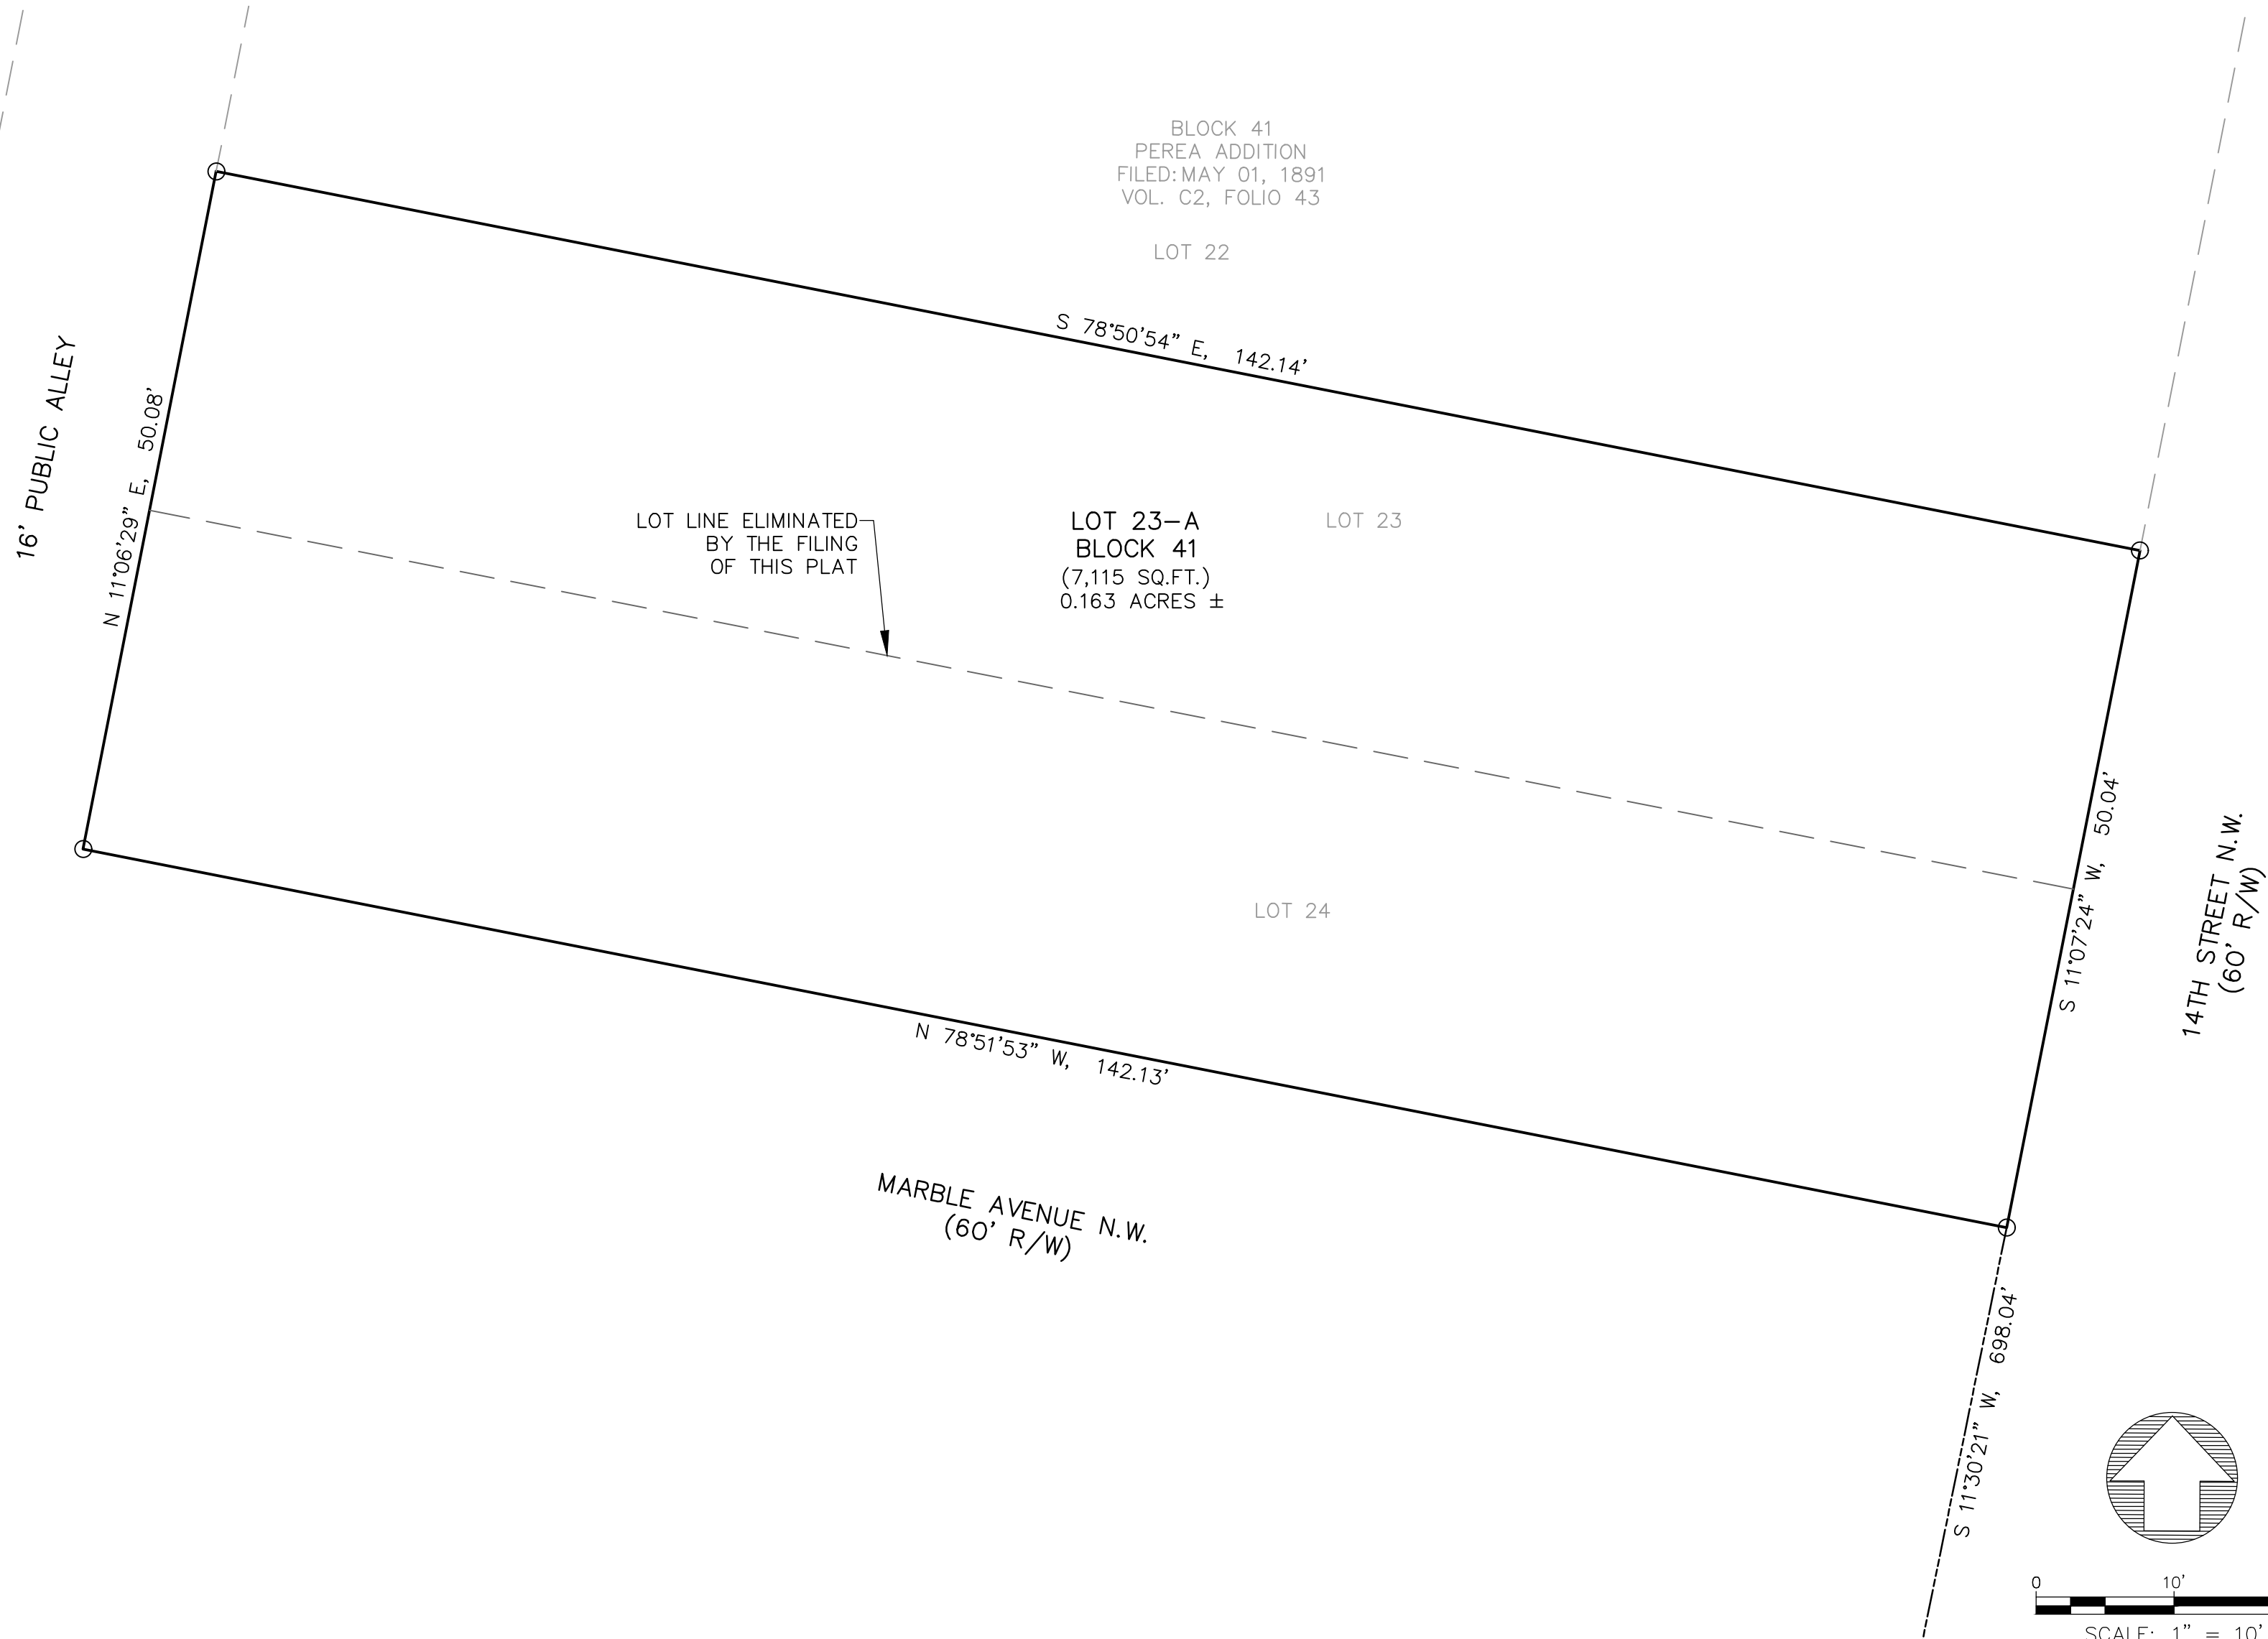 BLOCK 41
PEREA ADDITION
FILED: MAY 01, 1891
VOL. C2, FOLIO 43
LOT 22
S 78°50'54" E, 142.14'
16' PUBLIC ALLEY
N 11°06'29" E, 50.08'
LOT LINE ELIMINATED
BY THE FILING
OF THIS PLAT
LOT 23-A
BLOCK 41
(7,115 SQ.FT.)
0.163 ACRES ±
LOT 23
LOT 24
S 11°07'24" W, 50.04'
14TH STREET N.W.
(60' R/W)
N 78°51'53" W, 142.13'
MARBLE AVENUE N.W.
(60' R/W)
S 11°30'21" W, 698.04'
0 10'
SCALE: 1" = 10'